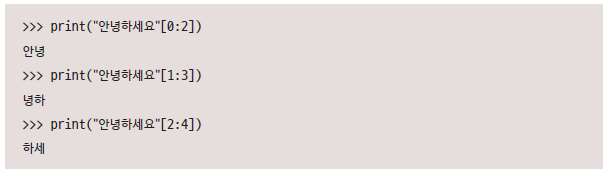 >>> print("안녕하세요"[0:2])
안녕
>>> print("안녕하세요"[1:3])
녕하
>>> print("안녕하세요"[2:4])
하세